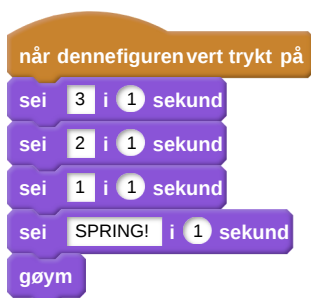 når dennefiguren vert trykt på
sei 3 i 1 sekund
sei 2 i 1 sekund
sei 1 i 1 sekund
sei SPRING! i 1 sekund
gøym